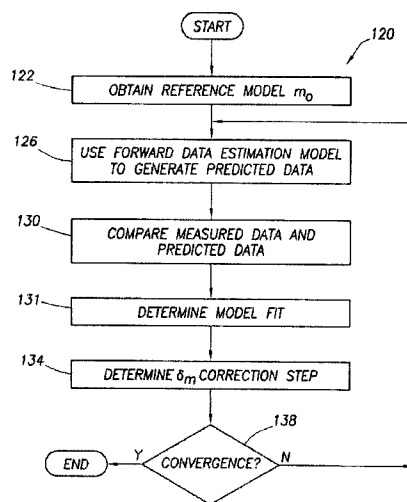 START
120
122
OBTAIN REFERENCE MODEL m₀
126
USE FORWARD DATA ESTIMATION MODEL
TO GENERATE PREDICTED DATA
130
COMPARE MEASURED DATA AND
PREDICTED DATA
131
DETERMINE MODEL FIT
134
DETERMINE δm CORRECTION STEP
138
END
Y
CONVERGENCE?
N